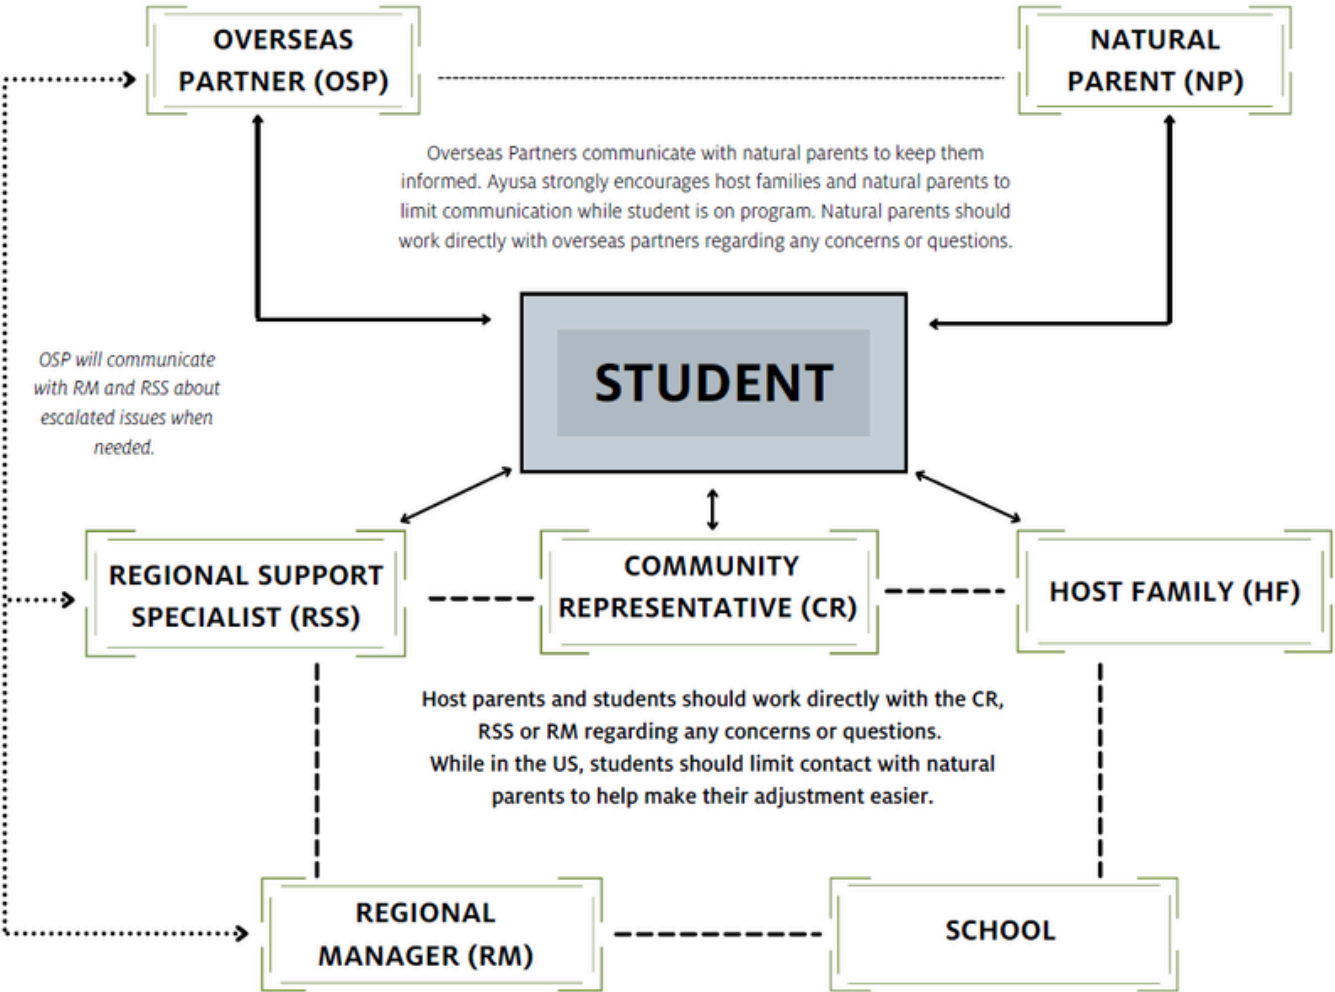 OVERSEAS
PARTNER (OSP)
NATURAL
PARENT (NP)
Overseas Partners communicate with natural parents to keep them
informed. Ayusa strongly encourages host families and natural parents to
limit communication while student is on program. Natural parents should
work directly with overseas partners regarding any concerns or questions.
STUDENT
OSP will communicate
with RM and RSS about
escalated issues when
needed.
REGIONAL SUPPORT
SPECIALIST (RSS)
COMMUNITY
REPRESENTATIVE (CR)
HOST FAMILY (HF)
Host parents and students should work directly with the CR,
RSS or RM regarding any concerns or questions.
While in the US, students should limit contact with natural
parents to help make their adjustment easier.
REGIONAL
MANAGER (RM)
SCHOOL